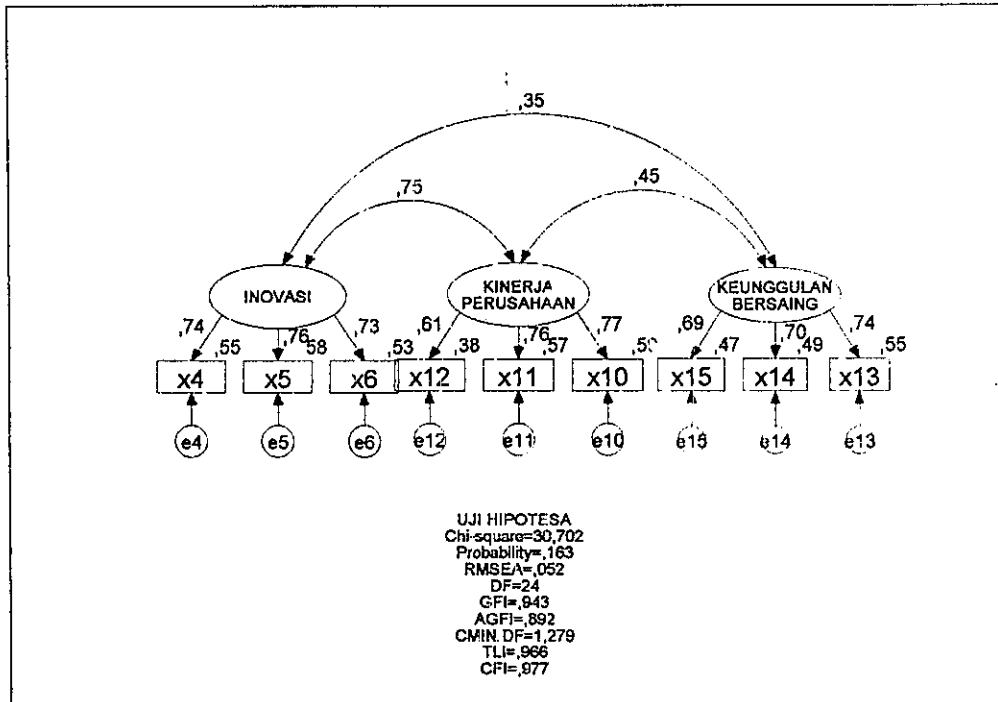 ,35
,75
,45
INOVASI
KINERJA
PERUSAHAAN
KEUNGGULAN
BERSAING
,74
,76
,73
,61
,76
,77
,69
,70
,74
,55
,58
,53
,38
,57
,47
,49
,55
x4
x5
x6
x12
x11
x10
x15
x14
x13
e4
e5
e6
e12
e11
e10
e15
e14
e13
UJI HIPOTESA
Chi-square=30,702
Probability=,163
RMSEA=,052
DF=24
GFI=,943
AGFI=,892
CMIN.DF=1,279
TLI=,966
CFI=,977